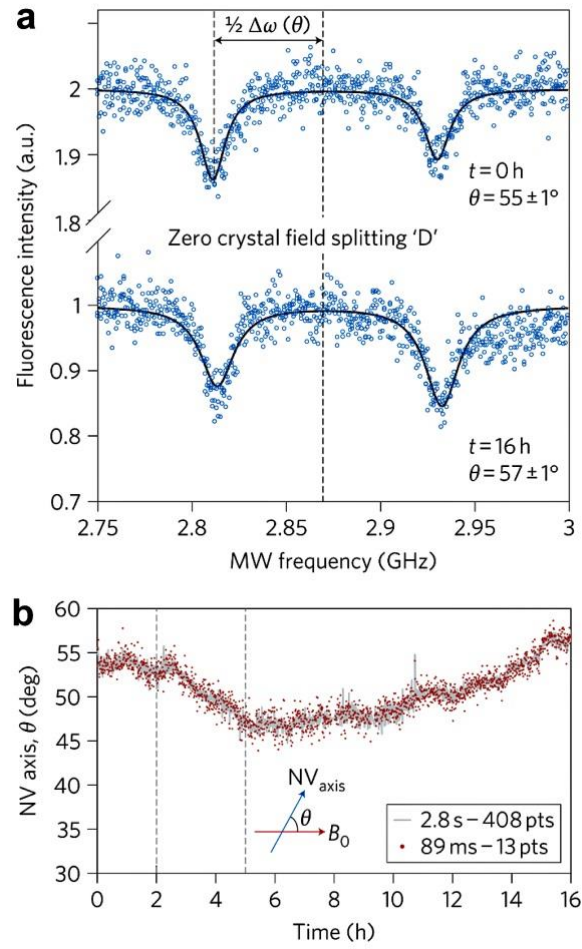 a
½ Δω (θ)
2
1.9
1.8
t = 0 h
θ = 55 ± 1°
Zero crystal field splitting 'D'
1
0.9
0.8
0.7
t = 16 h
θ = 57 ± 1°
Fluorescence intensity (a.u.)
2.75 2.8 2.85 2.9 2.95 3
MW frequency (GHz)
b
60
55
50
45
40
35
30
NV axis, θ (deg)
NVaxis
θ
B0
2.8 s – 408 pts
89 ms – 13 pts
0 2 4 6 8 10 12 14 16
Time (h)